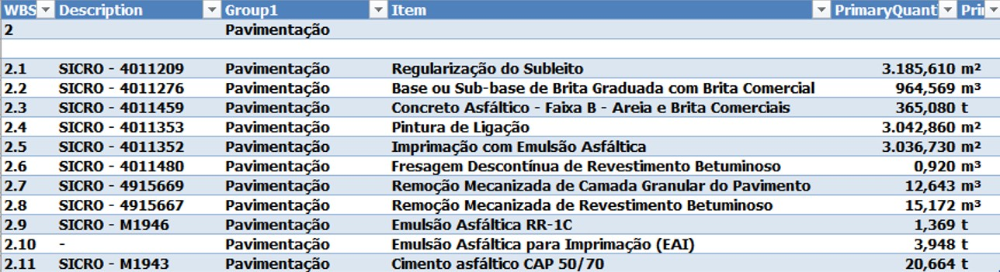 WBS Description Group1 Item PrimaryQuant Pri
2 Pavimentação
2.1 SICRO - 4011209 Pavimentação Regularização do Subleito 3.185,610 m²
2.2 SICRO - 4011276 Pavimentação Base ou Sub-base de Brita Graduada com Brita Comercial 964,569 m³
2.3 SICRO - 4011459 Pavimentação Concreto Asfáltico - Faixa B - Areia e Brita Comerciais 365,080 t
2.4 SICRO - 4011353 Pavimentação Pintura de Ligação 3.042,860 m²
2.5 SICRO - 4011352 Pavimentação Imprimação com Emulsão Asfáltica 3.036,730 m²
2.6 SICRO - 4011480 Pavimentação Fresagem Descontínua de Revestimento Betuminoso 0,920 m³
2.7 SICRO - 4915669 Pavimentação Remoção Mecanizada de Camada Granular do Pavimento 12,643 m³
2.8 SICRO - 4915667 Pavimentação Remoção Mecanizada de Revestimento Betuminoso 15,172 m³
2.9 SICRO - M1946 Pavimentação Emulsão Asfáltica RR-1C 1,369 t
2.10 - Pavimentação Emulsão Asfáltica para Imprimação (EAI) 3,948 t
2.11 SICRO - M1943 Pavimentação Cimento asfáltico CAP 50/70 20,664 t